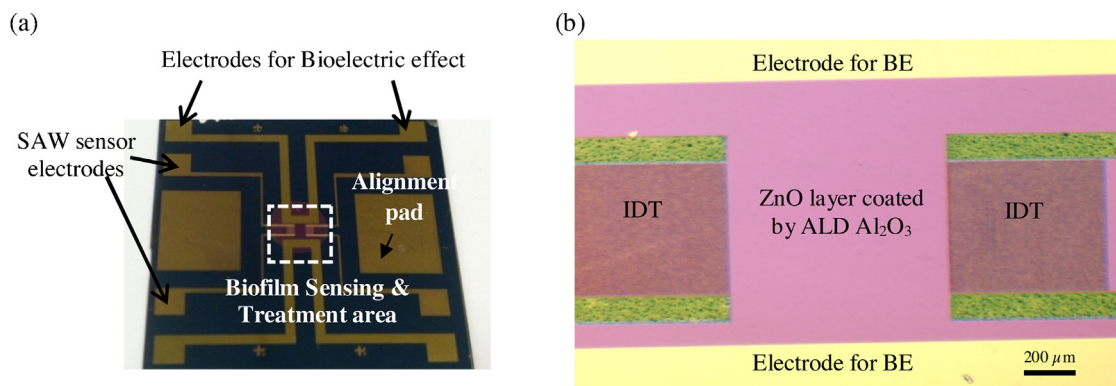 (a)
Electrodes for Bioelectric effect
SAW sensor
electrodes
Alignment
pad
Biofilm Sensing &
Treatment area
(b)
Electrode for BE
IDT
ZnO layer coated
by ALD Al₂O₃
IDT
Electrode for BE
200 µm